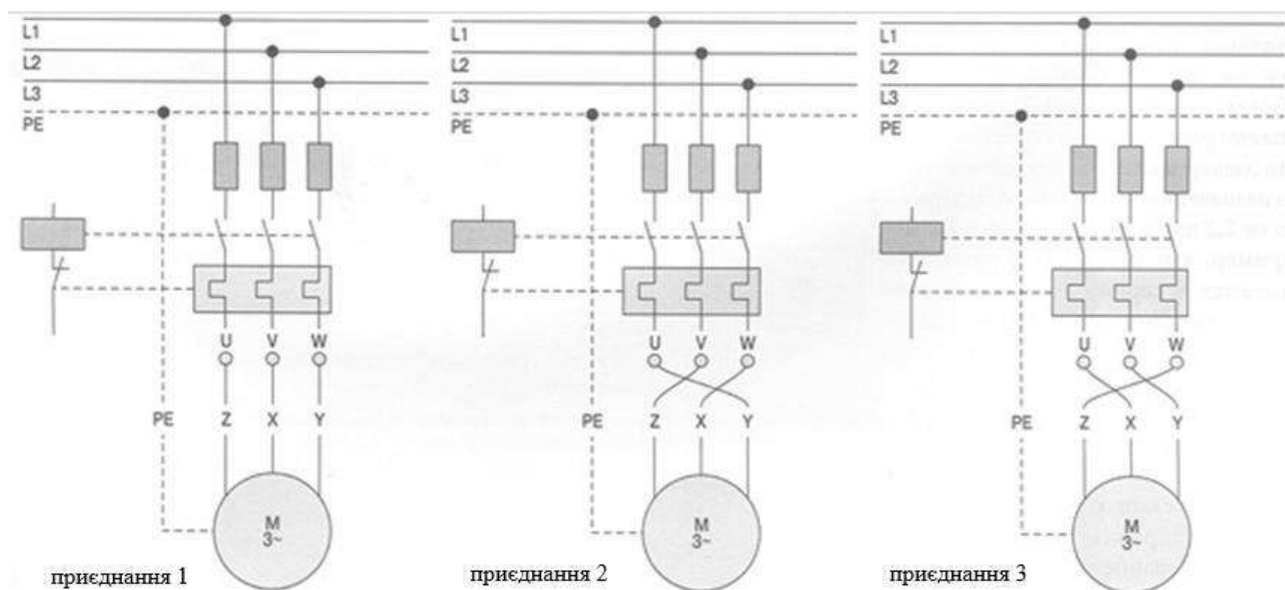 L1
L2
L3
PE
U V W
PE Z X Y
M
3~
приєднання 1
L1
L2
L3
PE
U V W
PE Z X Y
M
3~
приєднання 2
L1
L2
L3
PE
U V W
PE Z X Y
M
3~
приєднання 3